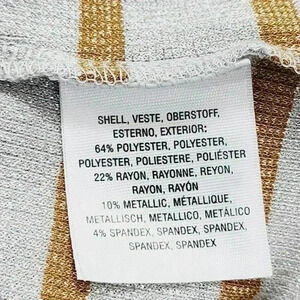 SHELL, VESTE, OBERSTOFF,
ESTERNO, EXTERIOR:
64% POLYESTER, POLYESTER,
POLYESTER, POLIESTERE, POLIÉSTER
22% RAYON, RAYONNE, REYON,
RAYON, RAYÓN
10% METALLIC, MÉTALLIQUE,
METALLISCH, METALLICO, METÁLICO
4% SPANDEX, SPANDEX, SPANDEX,
SPANDEX, SPANDEX